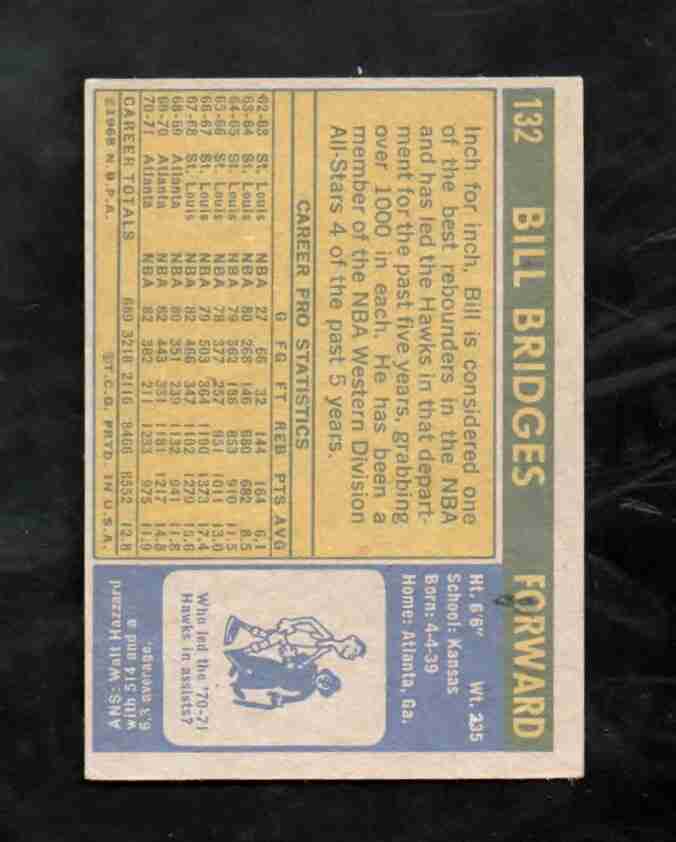 132 BILL BRIDGES FORWARD
Inch for inch, Bill is considered one
of the best rebounders in the NBA
and has led the Hawks in that depart-
ment for the past five years, grabbing
over 1000 in each. He has been a
member of the NBA Western Division
All-Stars 4 of the past 5 years.
CAREER PRO STATISTICS
G FG FT REB PTS AVG
62-63 St. Louis NBA 27 66 32 144 164 6.1
63-64 St. Louis NBA 80 268 146 680 682 8.5
64-65 St. Louis NBA 79 362 186 853 910 11.5
65-66 St. Louis NBA 78 377 257 951 1011 13.0
66-67 St. Louis NBA 79 503 367 1190 1373 17.4
67-68 St. Louis NBA 82 466 347 1102 1279 15.6
68-69 Atlanta NBA 80 351 239 1132 941 11.8
69-70 Atlanta NBA 82 443 331 1181 1217 14.8
70-71 Atlanta NBA 82 382 211 1233 975 11.9
CAREER TOTALS 669 3218 2116 8466 8552 12.8
©1968 N.B.P.A. ©T.C.G. PRTD. IN U.S.A.
Ht. 6'6" Wt. 235
School: Kansas
Born: 4-4-39
Home: Atlanta, Ga.
Who led the '70-71
Hawks in assists?
ANS: Walt Hazzard
with 514 and a
6.3 average.